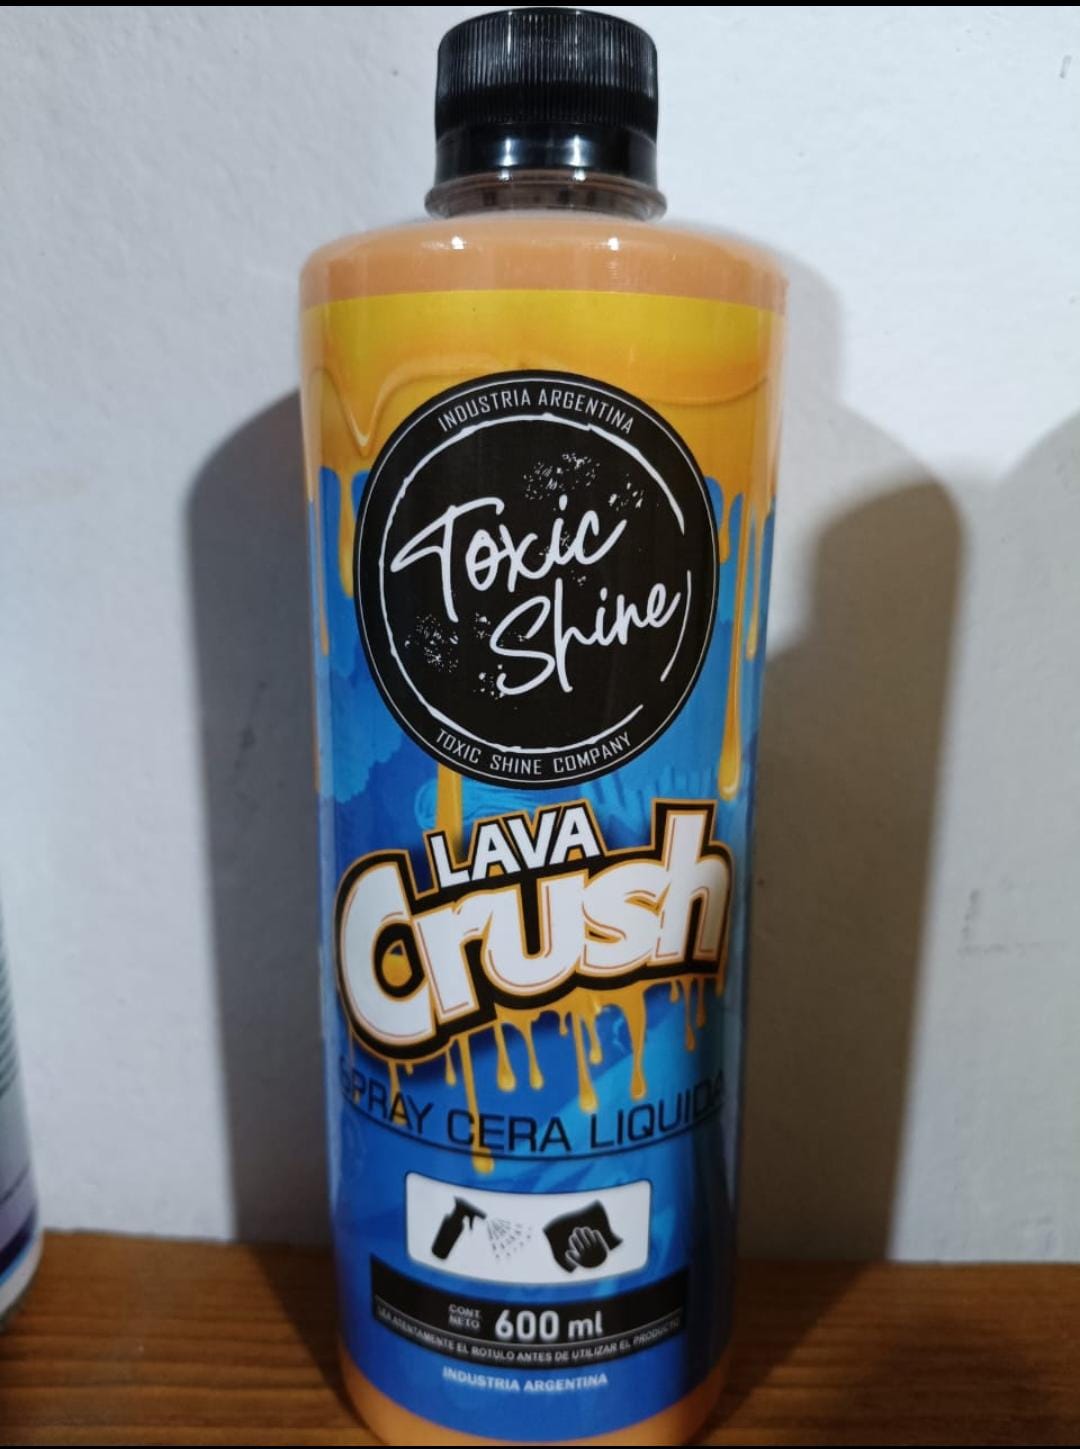 INDUSTRIA ARGENTINA
Toxic
Shine
TOXIC SHINE COMPANY
LAVA
Crush
SPRAY CERA LIQUIDA
CONT. NETO 600 ml
LEA ATENTAMENTE EL ROTULO ANTES DE UTILIZAR EL PRODUCTO
INDUSTRIA ARGENTINA